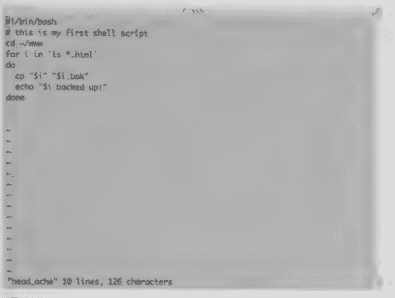 #!/bin/bash
# this is my first shell script
cd ~/www
for i in `ls *.html`
do
cp "$i" "$i.bak"
echo "$i backed up!"
done
~
~
~
~
~
~
~
~
~
~
~
~
~
~
"head_ache" 10 lines, 126 characters